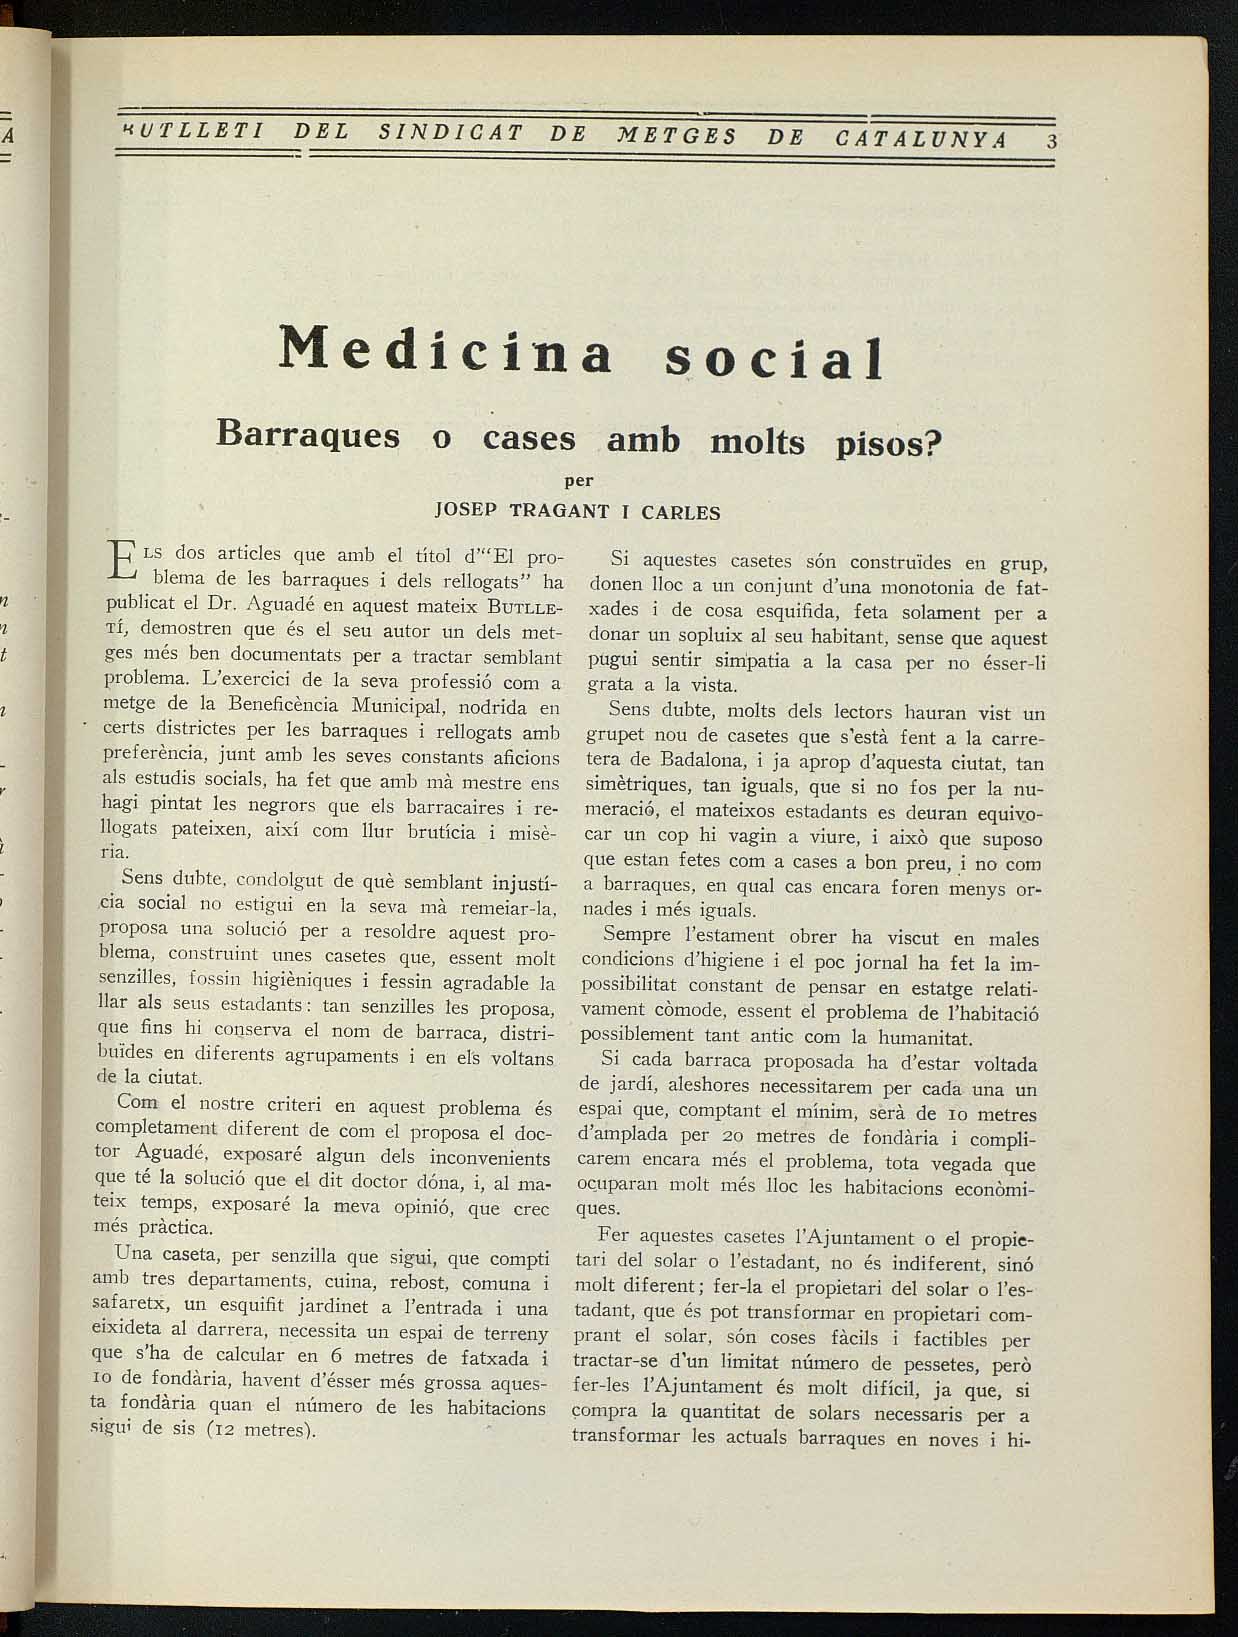 BUTLLETI DEL SINDICAT DE METGES DE CATALUNYA 3
Medicina social
Barraques o cases amb molts pisos?
per
JOSEP TRAGANT I CARLES
ELS dos articles que amb el títol d'"El pro-
blema de les barraques i dels rellogats" ha
publicat el Dr. Aguadé en aquest mateix BUTLLE-
TÍ, demostren que és el seu autor un dels met-
ges més ben documentats per a tractar semblant
problema. L'exercici de la seva professió com a
metge de la Beneficència Municipal, nodrida en
certs districtes per les barraques i rellogats amb
preferència, junt amb les seves constants aficions
als estudis socials, ha fet que amb mà mestre ens
hagi pintat les negrors que els barracaires i re-
llogats pateixen, així com llur brutícia i misè-
ria.
Sens dubte, condolgut de què semblant injustí-
cia social no estigui en la seva mà remeiar-la,
proposa una solució per a resoldre aquest pro-
blema, construint unes casetes que, essent molt
senzilles, fossin higièniques i fessin agradable la
llar als seus estadants: tan senzilles les proposa,
que fins hi conserva el nom de barraca, distri-
buïdes en diferents agrupaments i en els voltans
de la ciutat.
Com el nostre criteri en aquest problema és
completament diferent de com el proposa el doc-
tor Aguadé, exposaré algun dels inconvenients
que té la solució que el dit doctor dóna, i, al ma-
teix temps, exposaré la meva opinió, que crec
més pràctica.
Una caseta, per senzilla que sigui, que compti
amb tres departaments, cuina, rebost, comuna i
safaretx, un esquifit jardinet a l'entrada i una
eixideta al darrera, necessita un espai de terreny
que s'ha de calcular en 6 metres de fatxada i
10 de fondària, havent d'ésser més grossa aques-
ta fondària quan el número de les habitacions
sigui de sis (12 metres).
Si aquestes casetes són construïdes en grup,
donen lloc a un conjunt d'una monotonia de fat-
xades i de cosa esquifida, feta solament per a
donar un sopluix al seu habitant, sense que aquest
pugui sentir simpatia a la casa per no ésser-li
grata a la vista.
Sens dubte, molts dels lectors hauran vist un
grupet nou de casetes que s'està fent a la carre-
tera de Badalona, i ja aprop d'aquesta ciutat, tan
simètriques, tan iguals, que si no fos per la nu-
meració, el mateixos estadants es deuran equivo-
car un cop hi vagin a viure, i això que suposo
que estan fetes com a cases a bon preu, i no com
a barraques, en qual cas encara foren menys or-
nades i més iguals.
Sempre l'estament obrer ha viscut en males
condicions d'higiene i el poc jornal ha fet la im-
possibilitat constant de pensar en estatge relati-
vament còmode, essent el problema de l'habitació
possiblement tant antic com la humanitat.
Si cada barraca proposada ha d'estar voltada
de jardí, aleshores necessitarem per cada una un
espai que, comptant el mínim, serà de 10 metres
d'amplada per 20 metres de fondària i compli-
carem encara més el problema, tota vegada que
ocuparan molt més lloc les habitacions econòmi-
ques.
Fer aquestes casetes l'Ajuntament o el propie-
tari del solar o l'estadant, no és indiferent, sinó
molt diferent; fer-la el propietari del solar o l'es-
tadant, que és pot transformar en propietari com-
prant el solar, són coses fàcils i factibles per
tractar-se d'un limitat número de pessetes, però
fer-les l'Ajuntament és molt difícil, ja que, si
compra la quantitat de solars necessaris per a
transformar les actuals barraques en noves i hi-